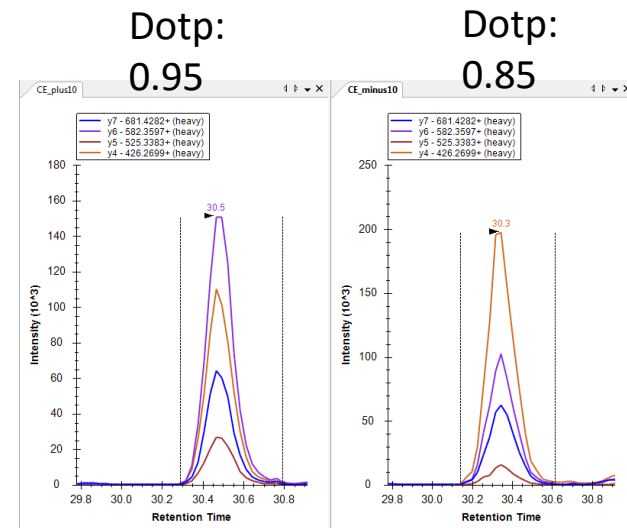 Dotp:
0.95
CE_plus10
y7 - 681.4282+ (heavy)
y6 - 582.3597+ (heavy)
y5 - 525.3383+ (heavy)
y4 - 426.2699+ (heavy)
180
160
140
120
100
80
60
40
20
0
30.5
Intensity (10^3)
29.8 30.0 30.2 30.4 30.6 30.8
Retention Time
Dotp:
0.85
CE_minus10
y7 - 681.4282+ (heavy)
y6 - 582.3597+ (heavy)
y5 - 525.3383+ (heavy)
y4 - 426.2699+ (heavy)
250
200
150
100
50
0
30.3
Intensity (10^3)
29.8 30.0 30.2 30.4 30.6 30.8
Retention Time